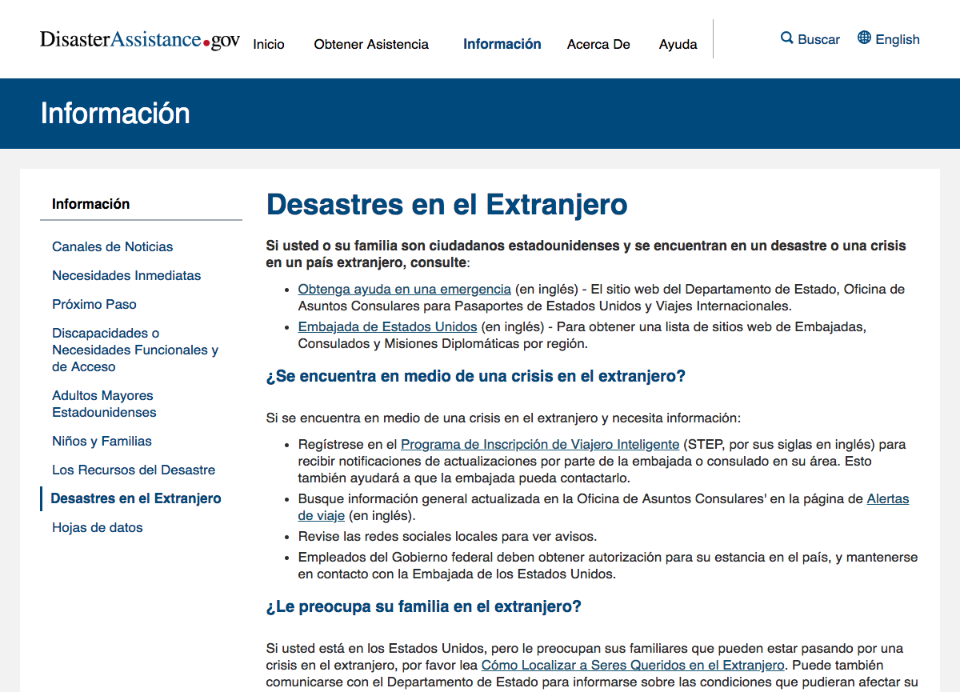 DisasterAssistance.gov
Inicio
Obtener Asistencia
Información
Acerca De
Ayuda
Buscar
English
Información
Información
Canales de Noticias
Necesidades Inmediatas
Próximo Paso
Discapacidades o
Necesidades Funcionales y
de Acceso
Adultos Mayores
Estadounidenses
Niños y Familias
Los Recursos del Desastre
Desastres en el Extranjero
Hojas de datos
Desastres en el Extranjero
Si usted o su familia son ciudadanos estadounidenses y se encuentran en un desastre o una crisis
en un país extranjero, consulte:
• Obtenga ayuda en una emergencia (en inglés) - El sitio web del Departamento de Estado, Oficina de
Asuntos Consulares para Pasaportes de Estados Unidos y Viajes Internacionales.
• Embajada de Estados Unidos (en inglés) - Para obtener una lista de sitios web de Embajadas,
Consulados y Misiones Diplomáticas por región.
¿Se encuentra en medio de una crisis en el extranjero?
Si se encuentra en medio de una crisis en el extranjero y necesita información:
• Regístrese en el Programa de Inscripción de Viajero Inteligente (STEP, por sus siglas en inglés) para
recibir notificaciones de actualizaciones por parte de la embajada o consulado en su área. Esto
también ayudará a que la embajada pueda contactarlo.
• Busque información general actualizada en la Oficina de Asuntos Consulares' en la página de Alertas
de viaje (en inglés).
• Revise las redes sociales locales para ver avisos.
• Empleados del Gobierno federal deben obtener autorización para su estancia en el país, y mantenerse
en contacto con la Embajada de los Estados Unidos.
¿Le preocupa su familia en el extranjero?
Si usted está en los Estados Unidos, pero le preocupan sus familiares que pueden estar pasando por una
crisis en el extranjero, por favor lea Cómo Localizar a Seres Queridos en el Extranjero. Puede también
comunicarse con el Departamento de Estado para informarse sobre las condiciones que pudieran afectar su